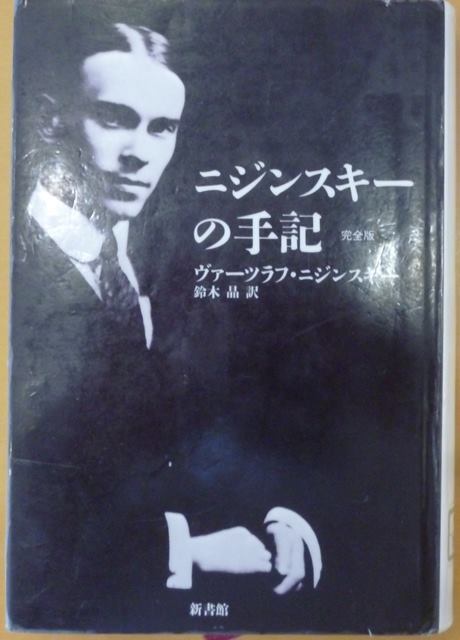 ニジンスキー
の手記 完全版
ヴァーツラフ・ニジンスキー
鈴木 晶 訳
新書館